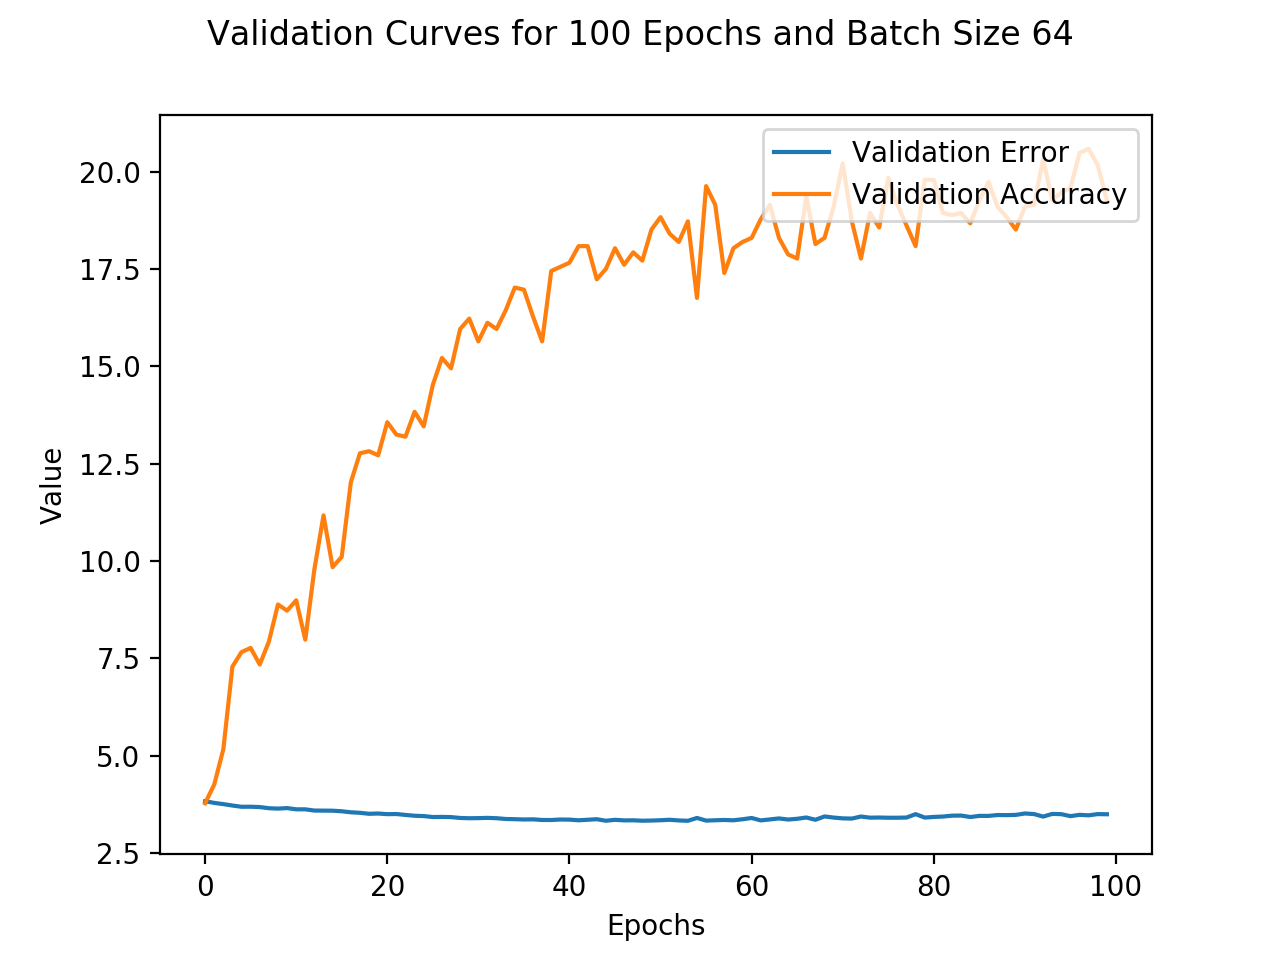 Validation Curves for 100 Epochs and Batch Size 64
Validation Error
Validation Accuracy
20.0
17.5
15.0
12.5
10.0
7.5
5.0
2.5
Value
0 20 40 60 80 100
Epochs